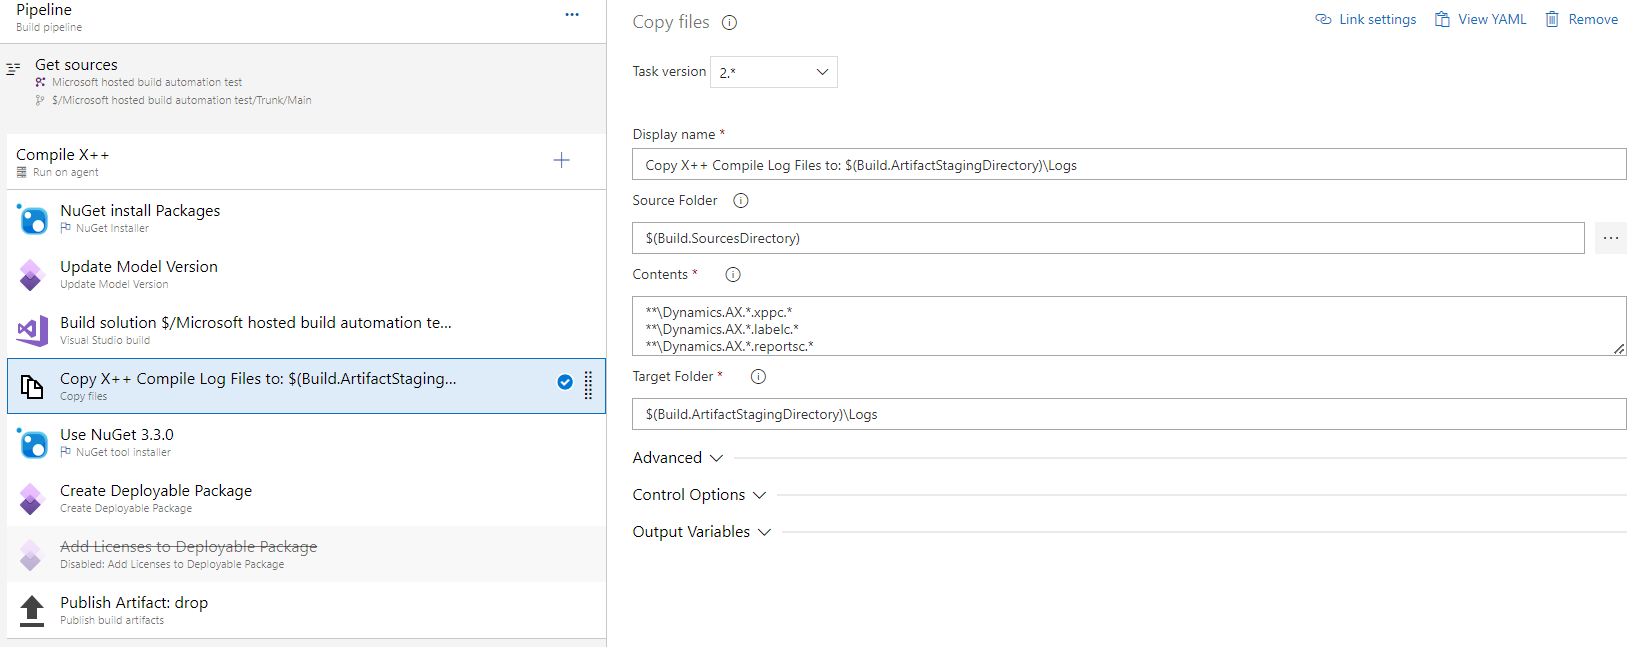 Pipeline
Build pipeline
Get sources
Microsoft hosted build automation test
$/Microsoft hosted build automation test/Trunk/Main
Compile X++
Run on agent
NuGet install Packages
NuGet installer
Update Model Version
Update Model Version
Build solution $/Microsoft hosted build automation te...
Visual Studio build
Copy X++ Compile Log Files to: $(Build.ArtifactStaging...
Copy files
Use NuGet 3.3.0
NuGet tool installer
Create Deployable Package
Create Deployable Package
Add Licenses to Deployable Package
Disabled: Add Licenses to Deployable Package
Publish Artifact: drop
Publish build artifacts
Copy files
Link settings
View YAML
Remove
Task version
2.*
Display name *
Copy X++ Compile Log Files to: $(Build.ArtifactStagingDirectory)\Logs
Source Folder
$(Build.SourcesDirectory)
Contents *
**\Dynamics.AX.*.xppc.*
**\Dynamics.AX.*.labelc.*
**\Dynamics.AX.*.reportsc.*
Target Folder *
$(Build.ArtifactStagingDirectory)\Logs
Advanced
Control Options
Output Variables